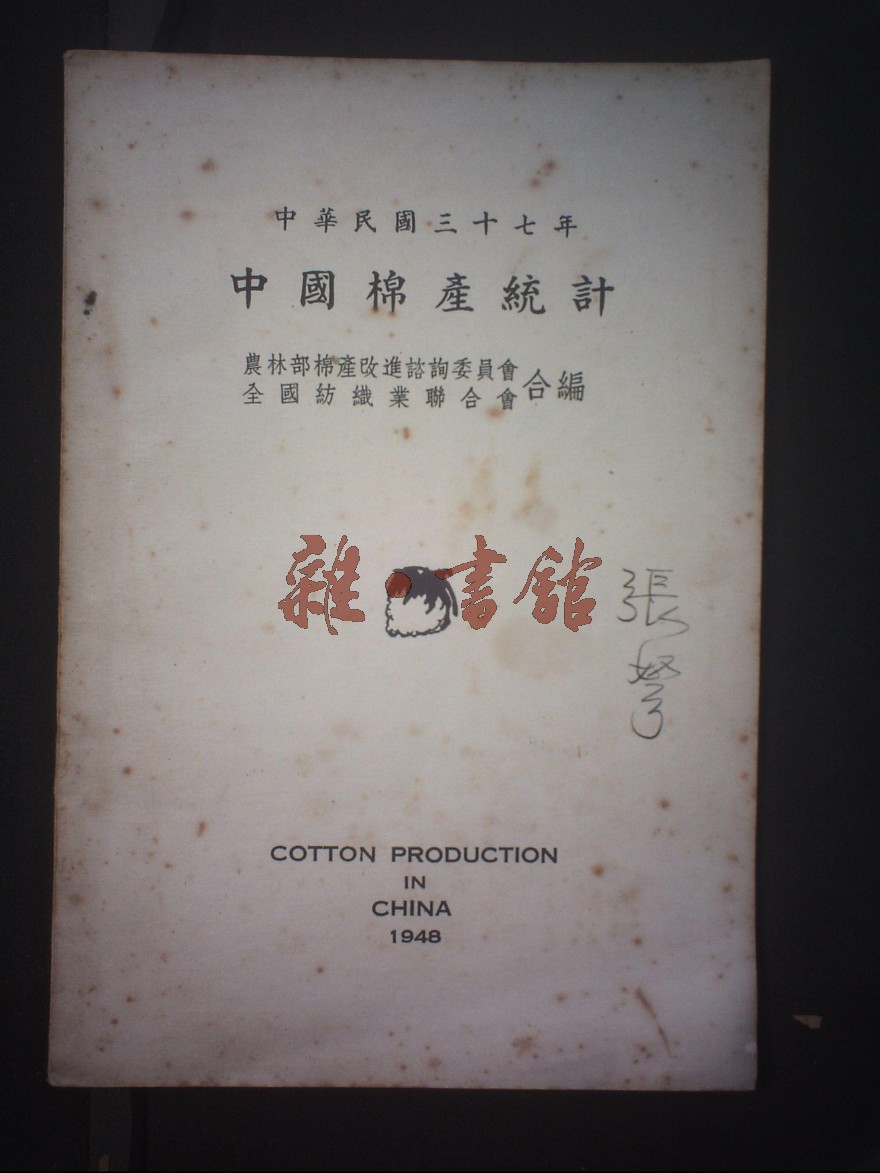 中華民國三十七年
中國棉產統計
農林部棉產改進諮詢委員會
全國紡織業聯合會合編
雜書館
張
COTTON PRODUCTION
IN
CHINA
1948